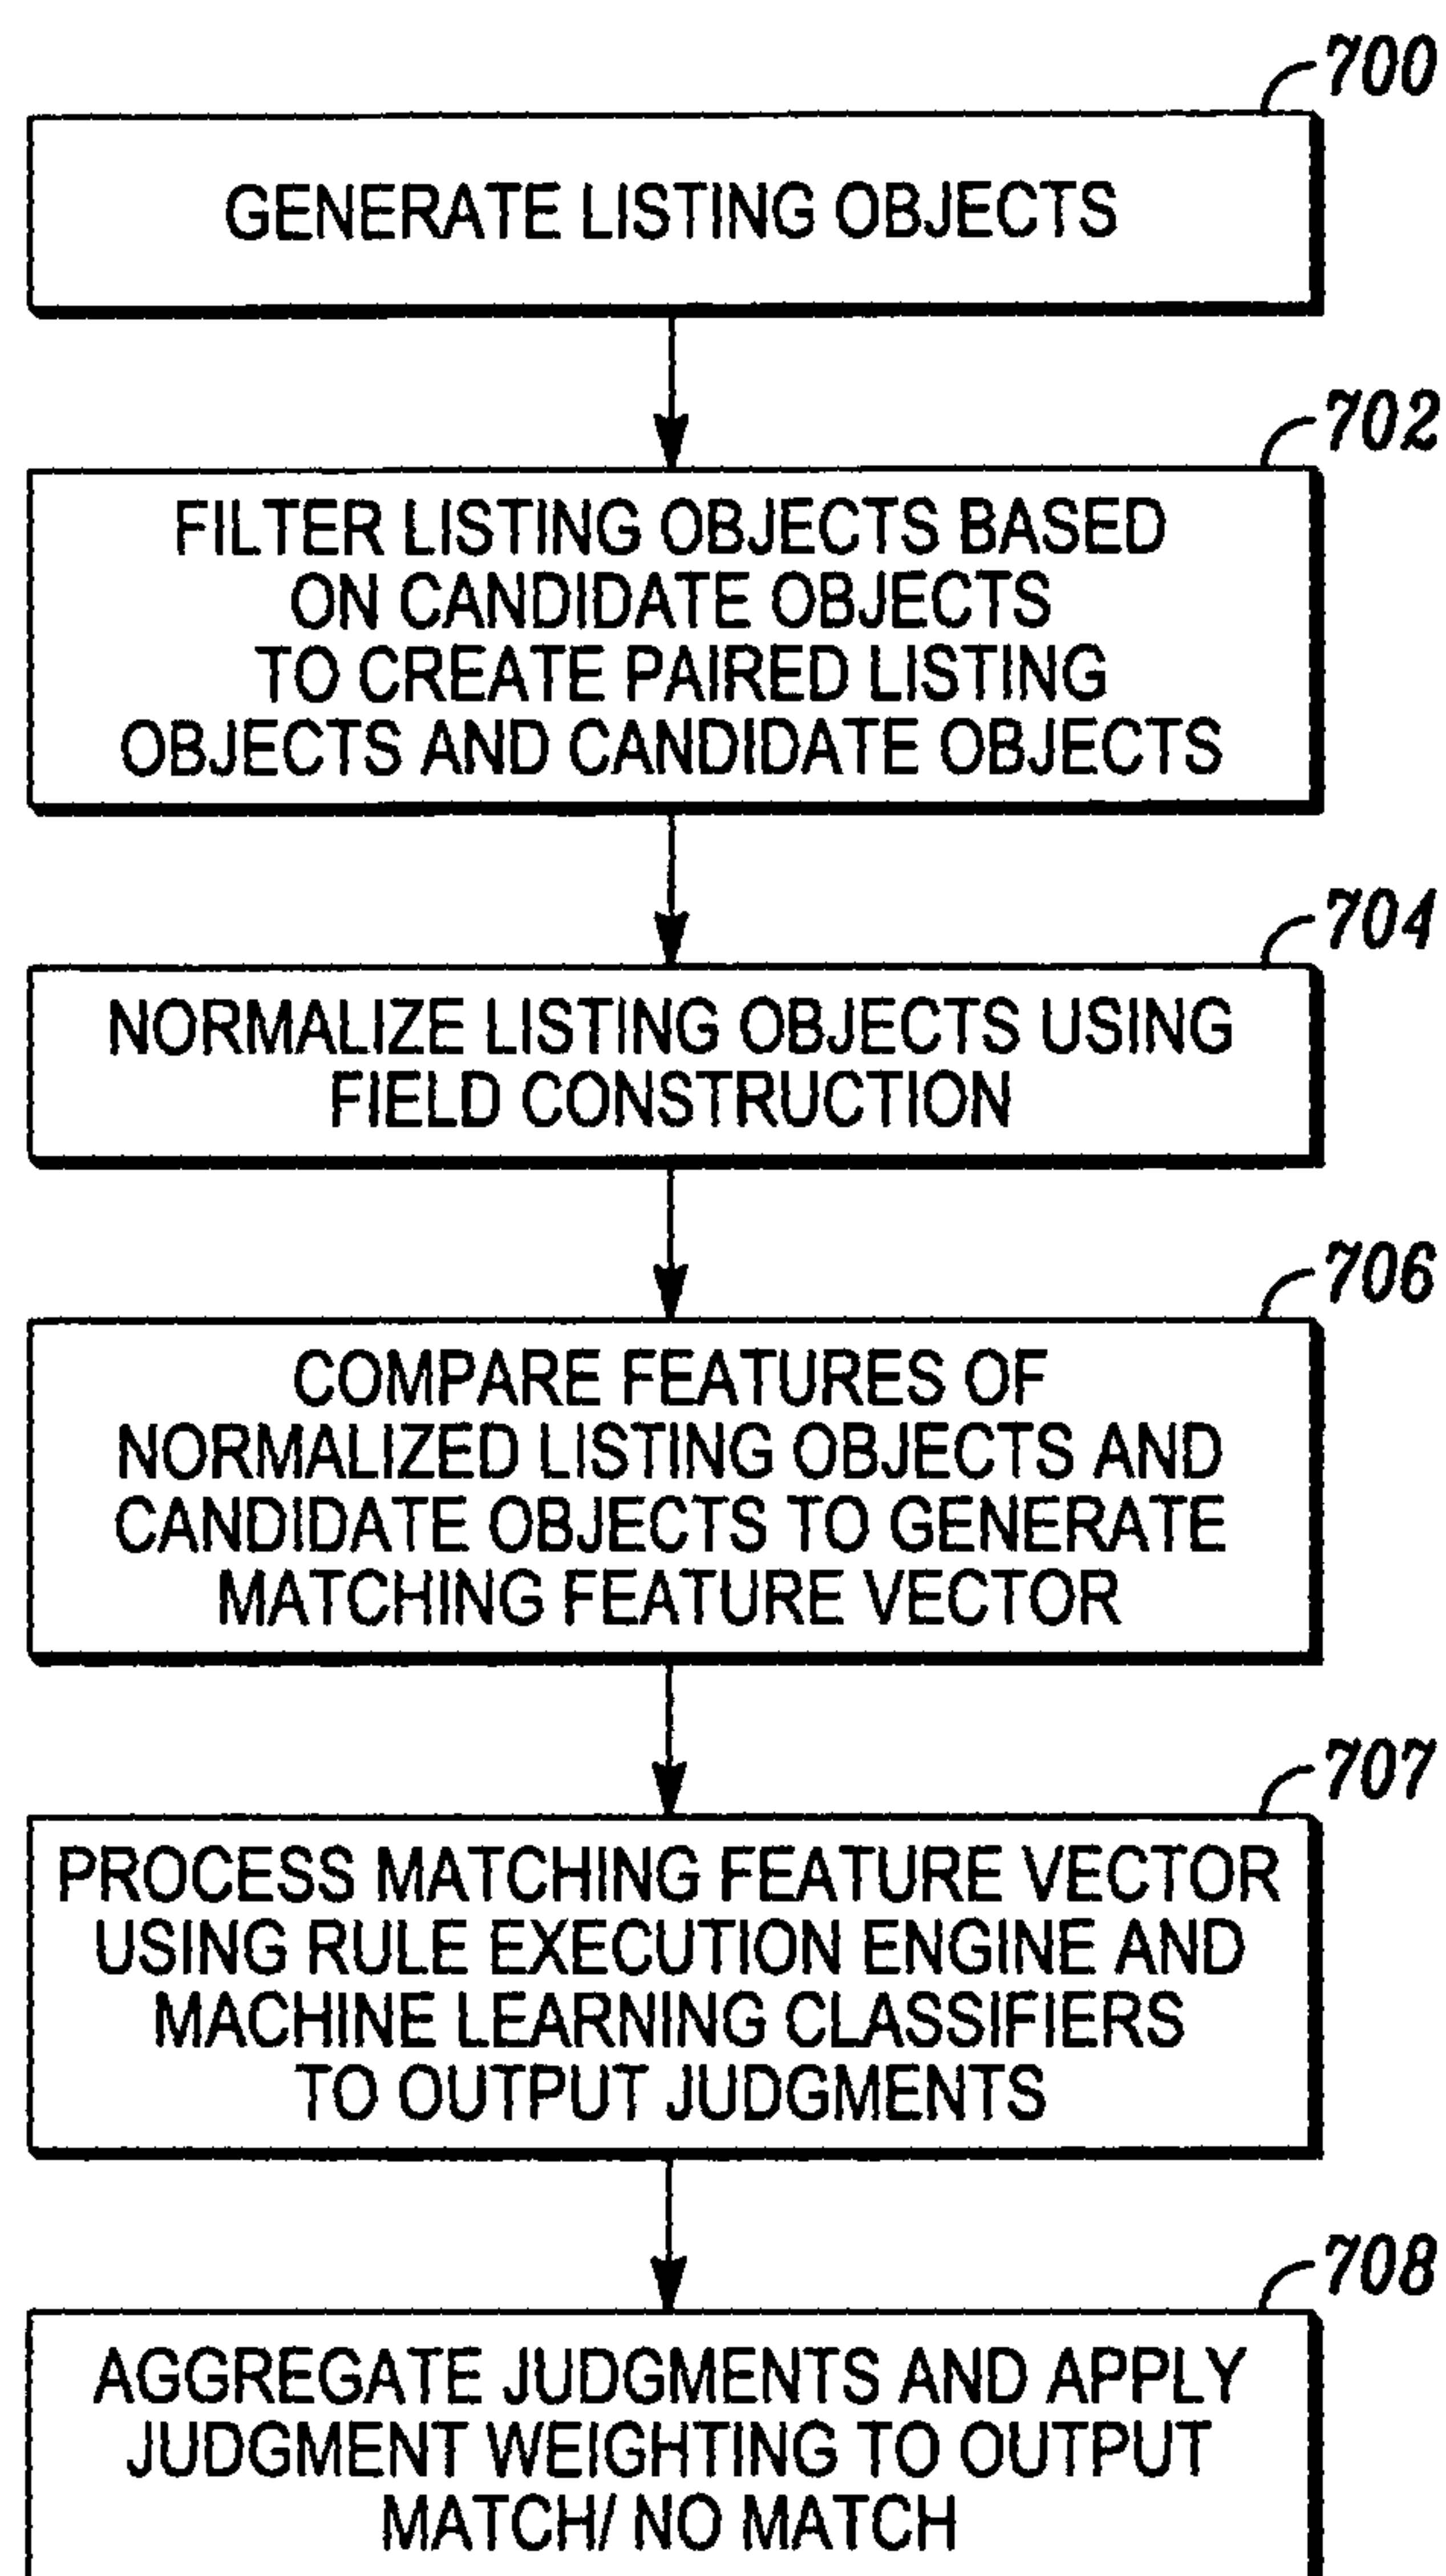 700
GENERATE LISTING OBJECTS
702
FILTER LISTING OBJECTS BASED
ON CANDIDATE OBJECTS
TO CREATE PAIRED LISTING
OBJECTS AND CANDIDATE OBJECTS
704
NORMALIZE LISTING OBJECTS USING
FIELD CONSTRUCTION
706
COMPARE FEATURES OF
NORMALIZED LISTING OBJECTS AND
CANDIDATE OBJECTS TO GENERATE
MATCHING FEATURE VECTOR
707
PROCESS MATCHING FEATURE VECTOR
USING RULE EXECUTION ENGINE AND
MACHINE LEARNING CLASSIFIERS
TO OUTPUT JUDGMENTS
708
AGGREGATE JUDGMENTS AND APPLY
JUDGMENT WEIGHTING TO OUTPUT
MATCH/ NO MATCH